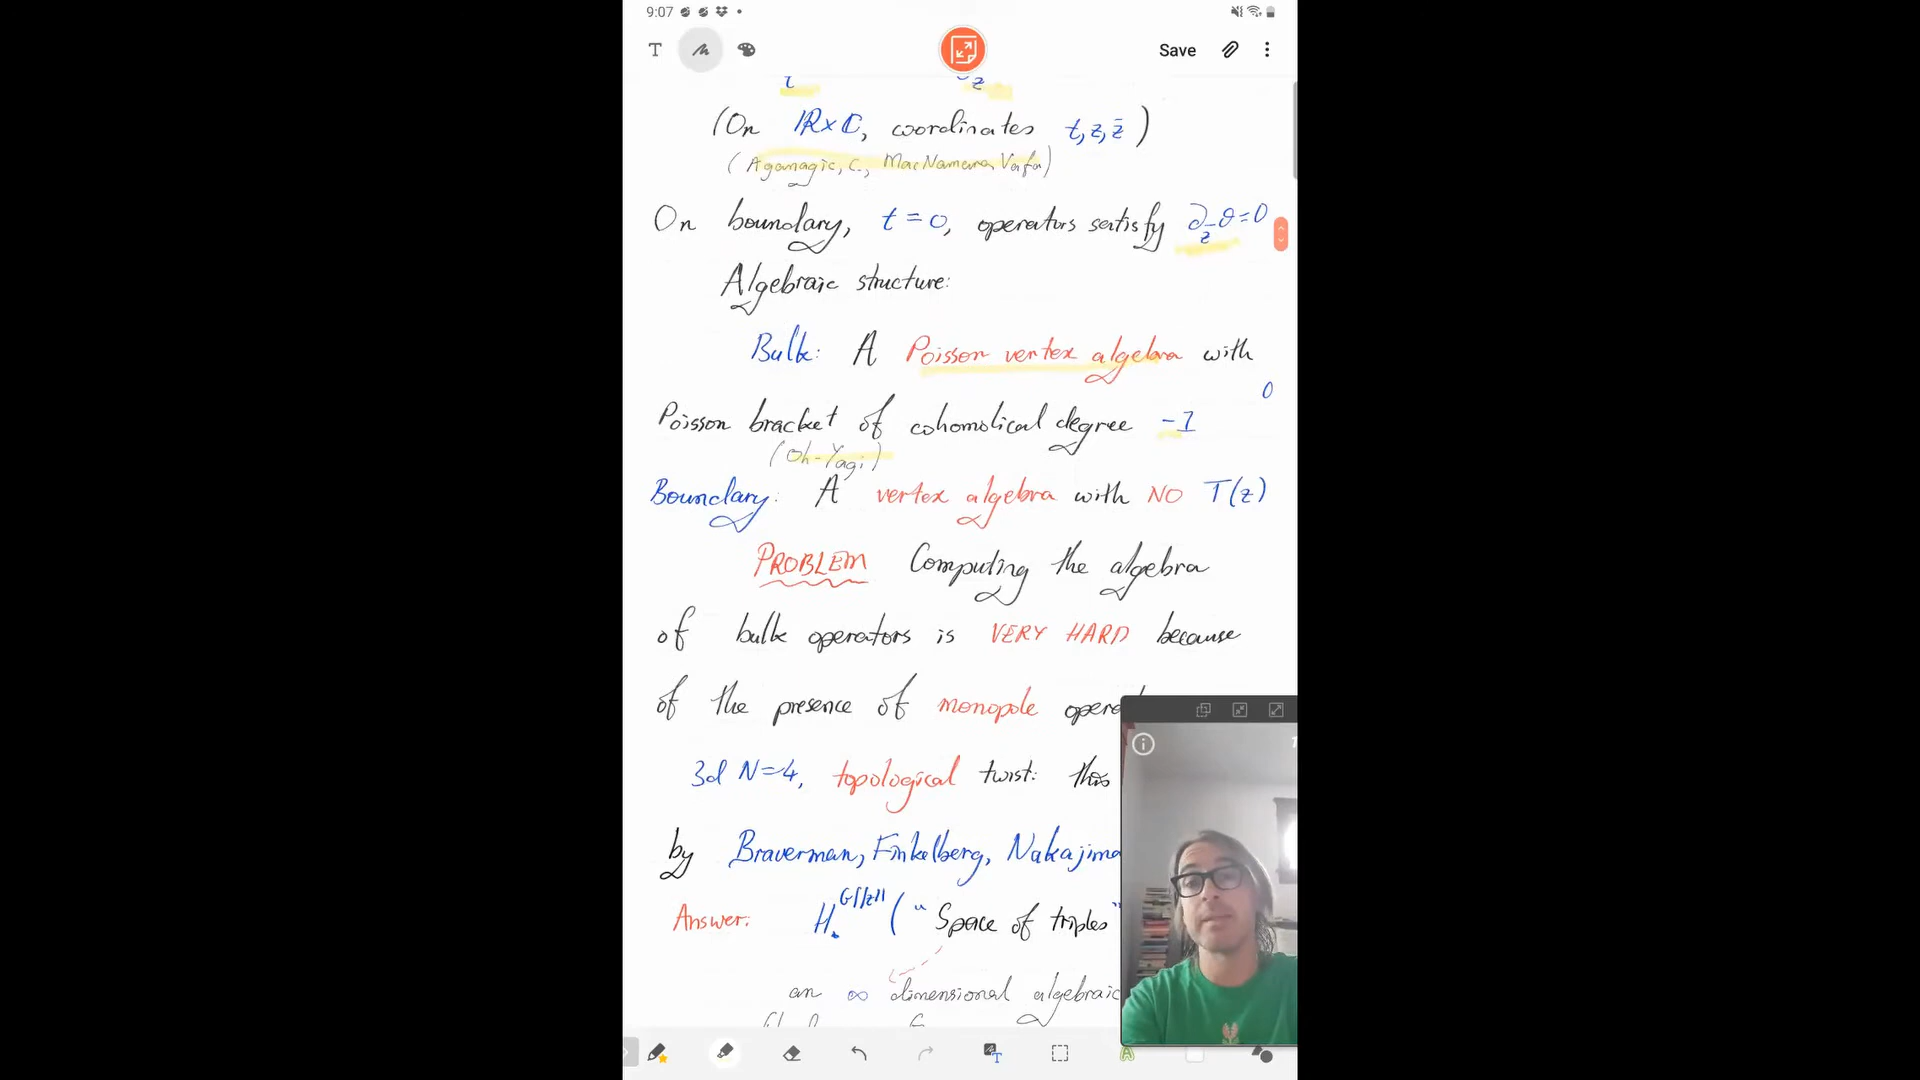 9:07
T
Save
(On ℝ×ℂ, coordinates t, z, z̄)
(Aganagic, C., MacNamara, Vafa)
On boundary, t = 0, operators satisfy ∂_z̄ O = 0
Algebraic structure:
Bulk: A Poisson vertex algebra with
0
Poisson bracket of cohomolical degree -1
(Oh-Yagi)
Boundary: A vertex algebra with NO T(z)
PROBLEM Computing the algebra
of bulk operators is VERY HARD because
of the presence of monopole opera
3d N=4, topological twist: this
by Braverman, Finkelberg, Nakajima
Answer: H.^G[[z]] ( "Space of triples"
an ∞ dimensional algebraic